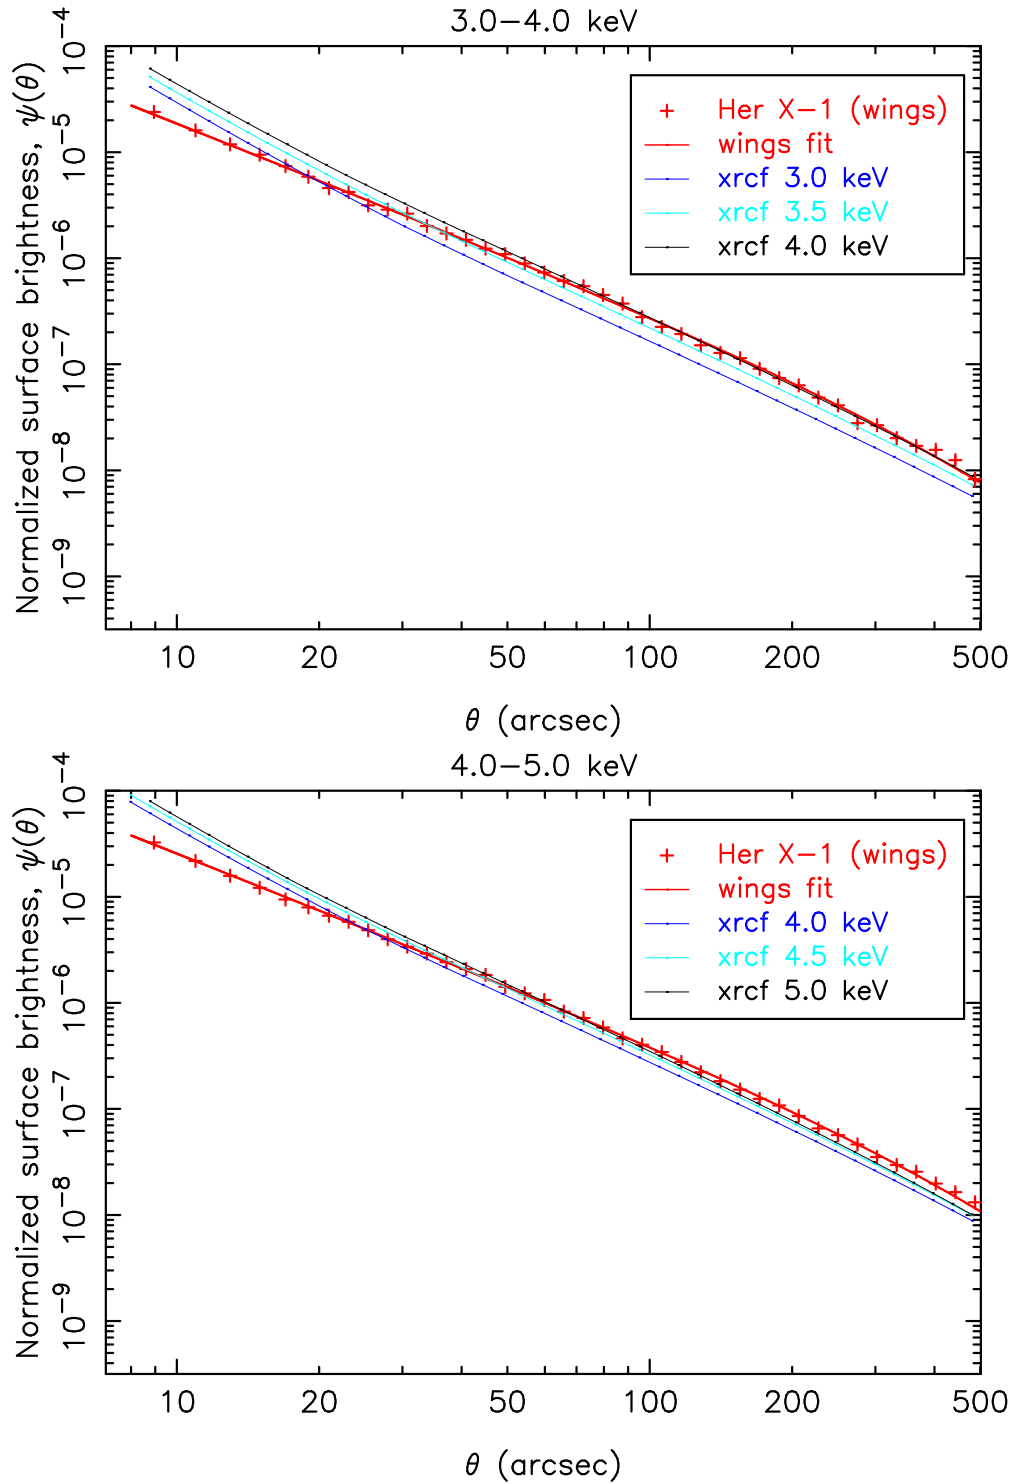 3.0−4.0 keV
Normalized surface brightness, ψ(θ)
10−4
10−5
10−6
10−7
10−8
10−9
Her X−1 (wings)
wings fit
xrcf 3.0 keV
xrcf 3.5 keV
xrcf 4.0 keV
10 20 50 100 200 500
θ (arcsec)
4.0−5.0 keV
Normalized surface brightness, ψ(θ)
10−4
10−5
10−6
10−7
10−8
10−9
Her X−1 (wings)
wings fit
xrcf 4.0 keV
xrcf 4.5 keV
xrcf 5.0 keV
10 20 50 100 200 500
θ (arcsec)